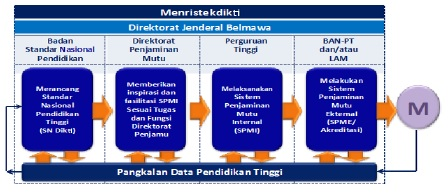 Menristekdikti
Direktorat Jenderal Belmawa
Badan
Standar Nasional
Pendidikan
Direktorat
Penjaminan
Mutu
Perguruan
Tinggi
BAN-PT
dan/atau
LAM
Merancang
Standar
Nasional
Pendidikan
Tinggi
(SN Dikti)
Memberikan
inspirasi dan
fasilitasi SPMI
Sesuai Tugas
dan Fungsi
Direktorat
Penjamu
Melaksanakan
Sistem
Penjaminan
Mutu
Internal
(SPMI)
Melakukan
Sistem
Penjaminan
Mutu
Ekternal
(SPME/
Akreditasi)
M
Pangkalan Data Pendidikan Tinggi